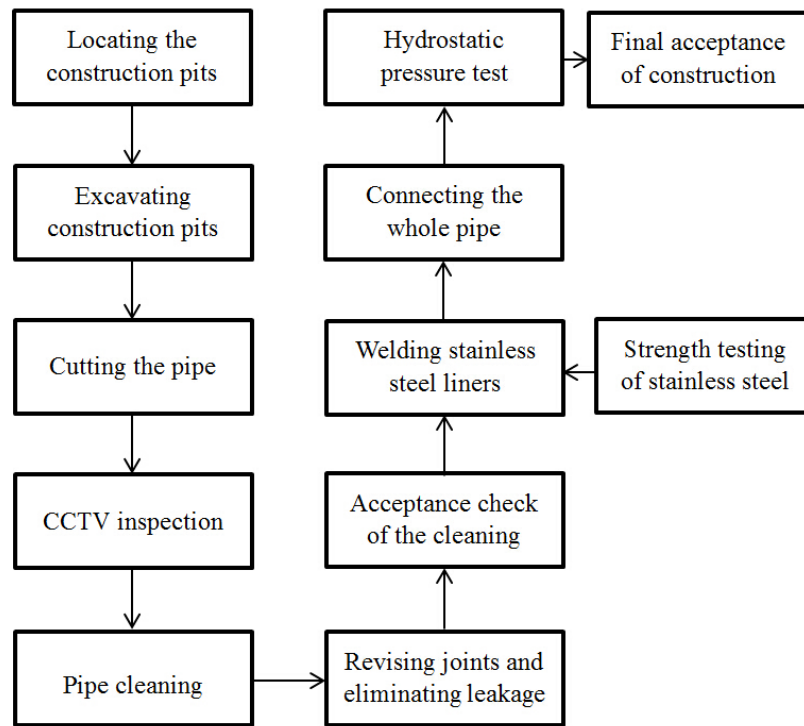 Locating the
construction pits
Excavating
construction pits
Cutting the pipe
CCTV inspection
Pipe cleaning
Revising joints and
eliminating leakage
Acceptance check
of the cleaning
Welding stainless
steel liners
Strength testing
of stainless steel
Connecting the
whole pipe
Hydrostatic
pressure test
Final acceptance
of construction